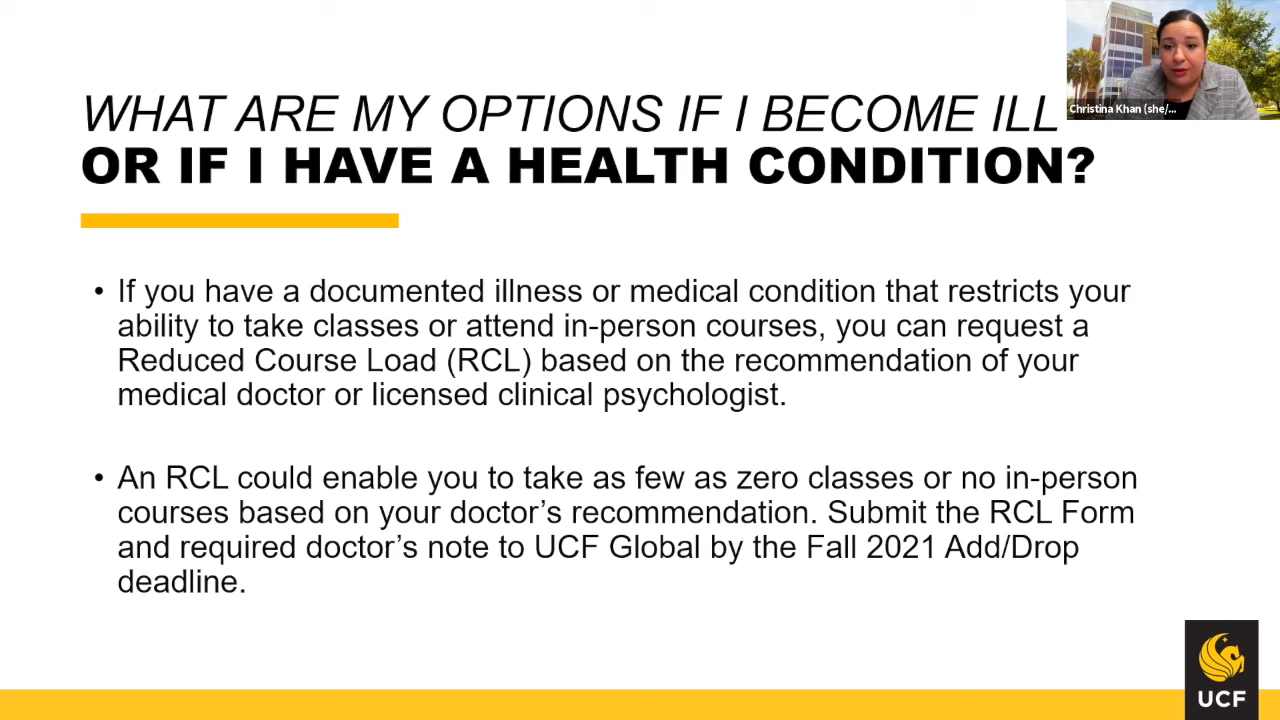 WHAT ARE MY OPTIONS IF I BECOME ILL
OR IF I HAVE A HEALTH CONDITION?
Christina Khan (she/...
• If you have a documented illness or medical condition that restricts your
ability to take classes or attend in-person courses, you can request a
Reduced Course Load (RCL) based on the recommendation of your
medical doctor or licensed clinical psychologist.
• An RCL could enable you to take as few as zero classes or no in-person
courses based on your doctor’s recommendation. Submit the RCL Form
and required doctor’s note to UCF Global by the Fall 2021 Add/Drop
deadline.
UCF